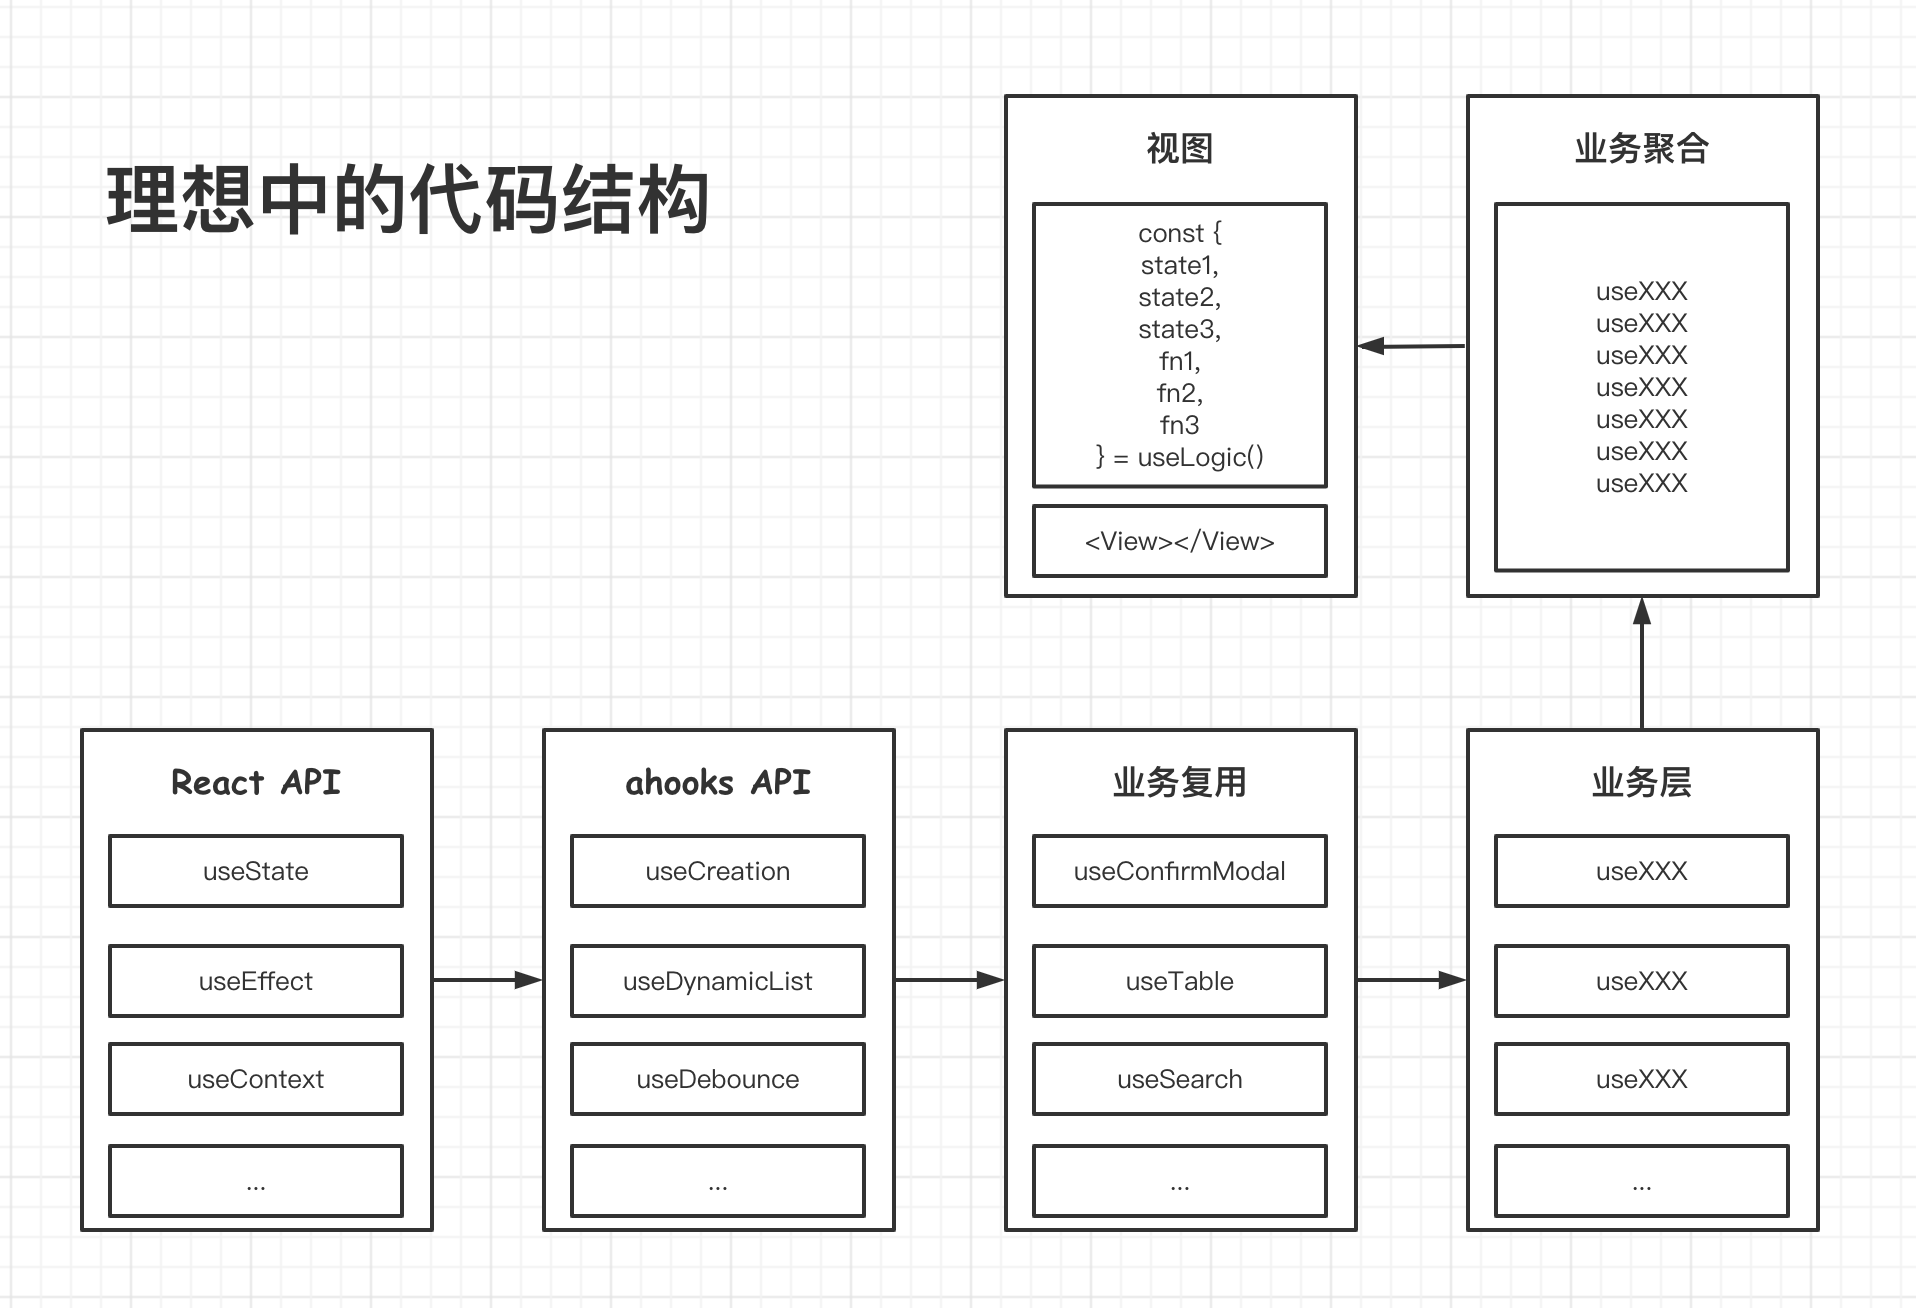 理想中的代码结构
视图
const {
state1,
state2,
state3,
fn1,
fn2,
fn3
} = useLogic()
<View></View>
业务聚合
useXXX
useXXX
useXXX
useXXX
useXXX
useXXX
useXXX
React API
useState
useEffect
useContext
...
ahooks API
useCreation
useDynamicList
useDebounce
...
业务复用
useConfirmModal
useTable
useSearch
...
业务层
useXXX
useXXX
useXXX
...